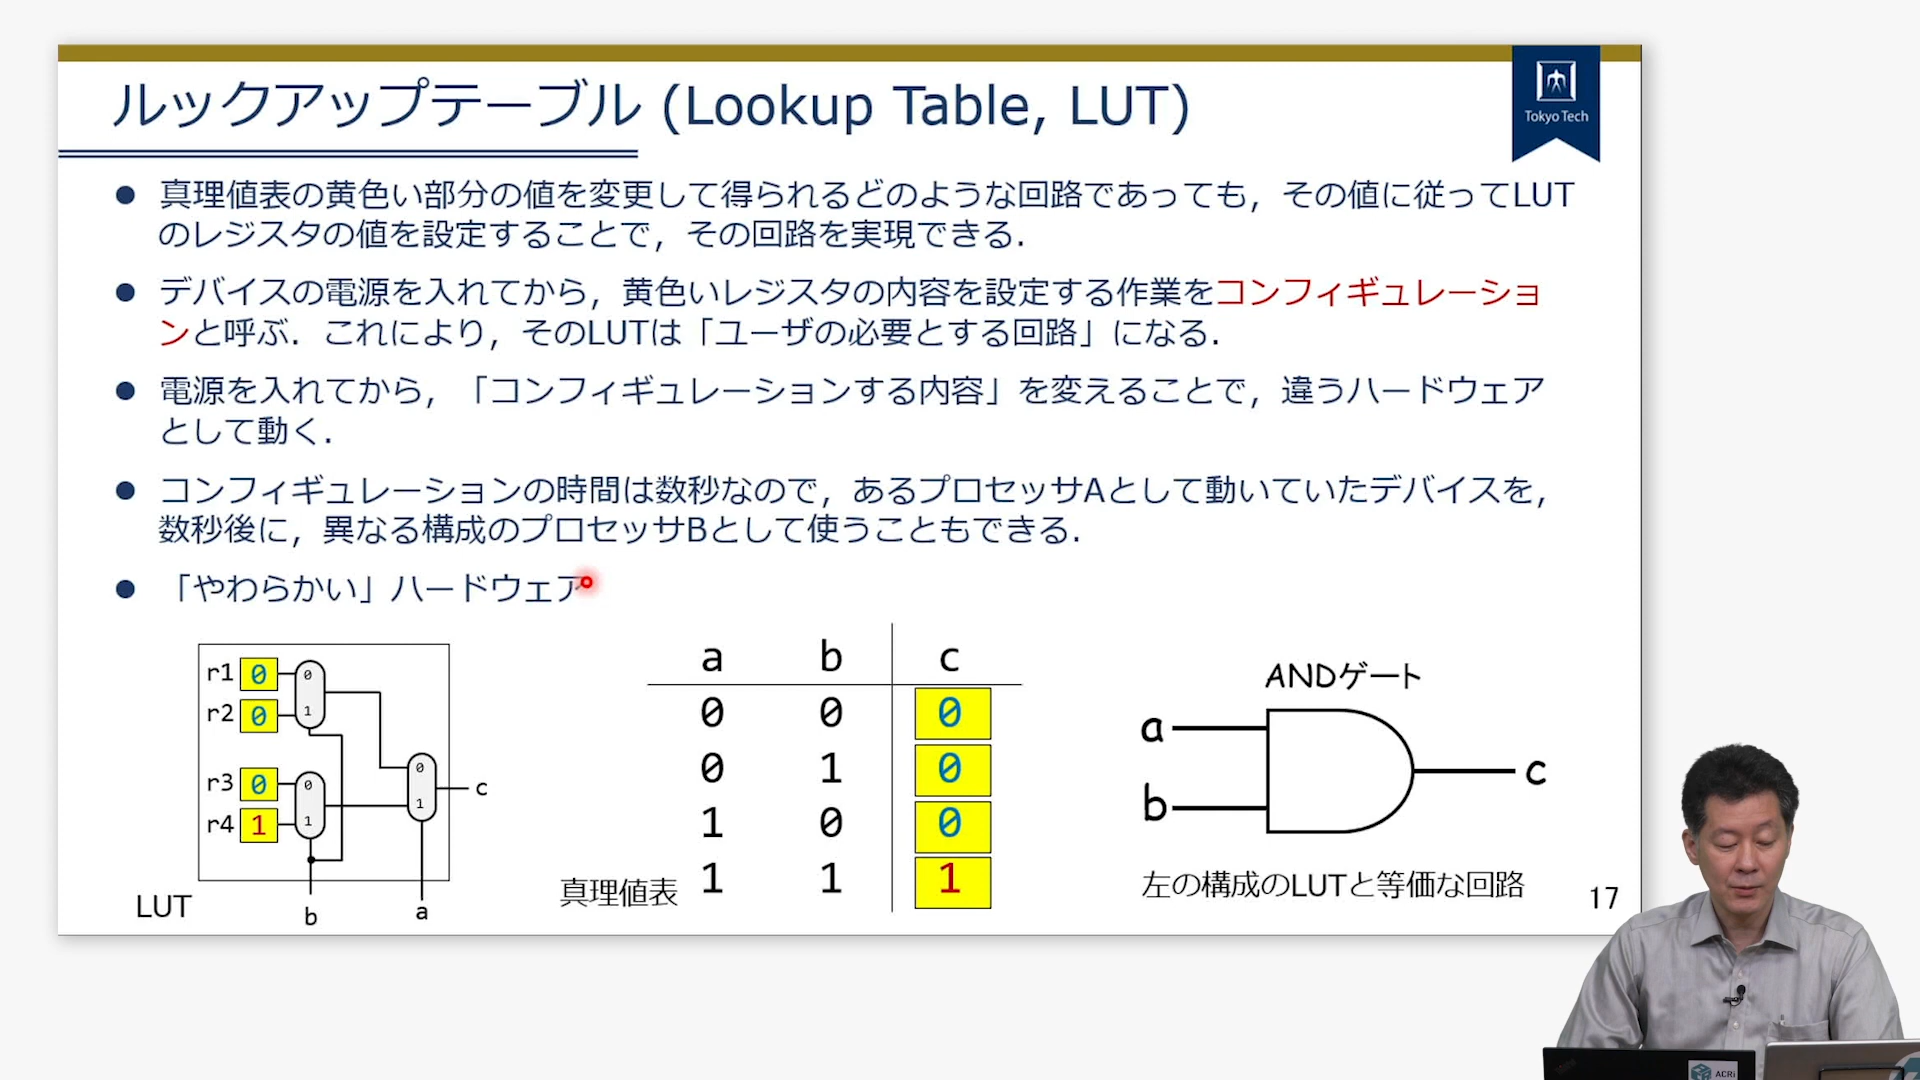 ルックアップテーブル (Lookup Table, LUT)
Tokyo Tech
● 真理値表の黄色い部分の値を変更して得られるどのような回路であっても，その値に従ってLUT
のレジスタの値を設定することで，その回路を実現できる．
● デバイスの電源を入れてから，黄色いレジスタの内容を設定する作業をコンフィギュレーショ
ンと呼ぶ．これにより，そのLUTは「ユーザの必要とする回路」になる．
● 電源を入れてから，「コンフィギュレーションする内容」を変えることで，違うハードウェア
として動く．
● コンフィギュレーションの時間は数秒なので，あるプロセッサAとして動いていたデバイスを，
数秒後に，異なる構成のプロセッサBとして使うこともできる．
● 「やわらかい」ハードウェア
r1 0 0
r2 0 1
r3 0 0
r4 1 1
0
1
c
b
a
LUT
a b c
0 0 0
0 1 0
1 0 0
1 1 1
真理値表
ANDゲート
a
b
c
左の構成のLUTと等価な回路
17
ACRi